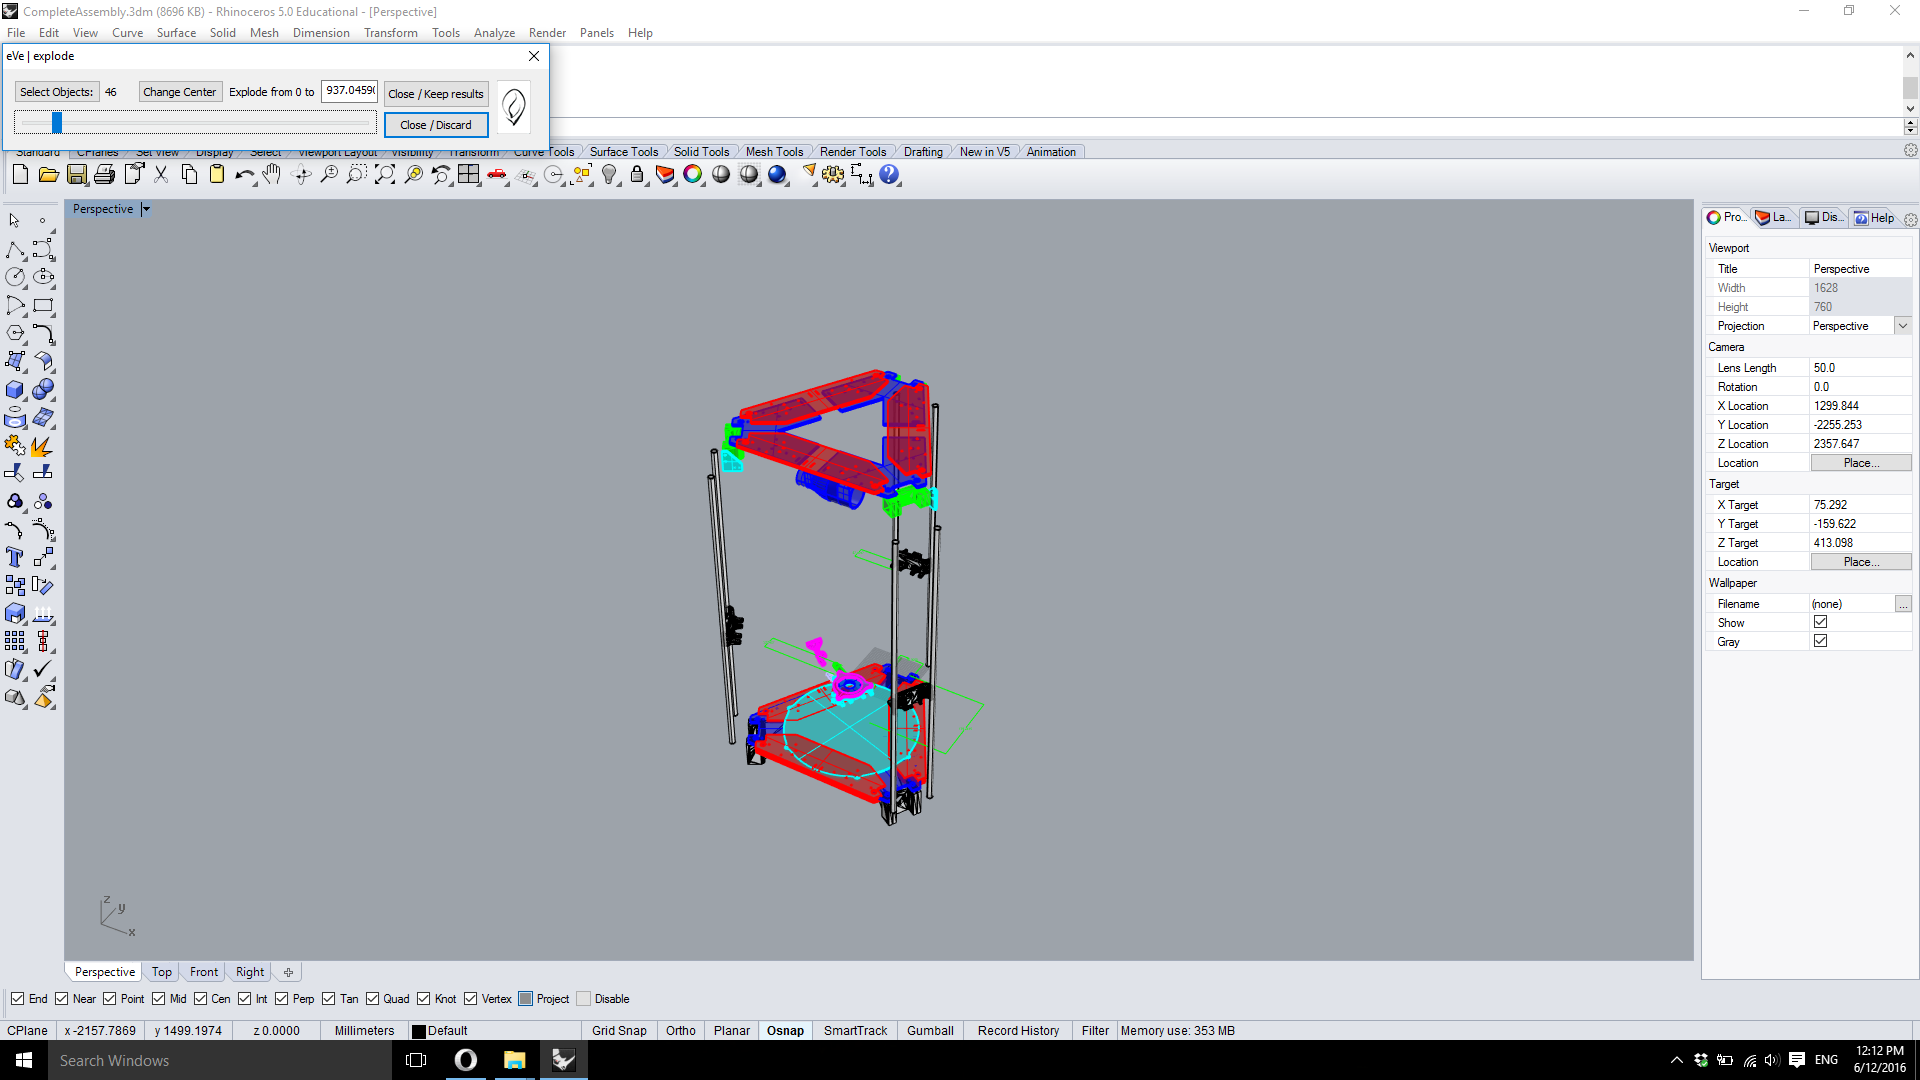 CompleteAssembly.3dm (8696 KB) - Rhinoceros 5.0 Educational - [Perspective]
File Edit View Curve Surface Solid Mesh Dimension Transform Tools Analyze Render Panels Help
eVe | explode
Select Objects: 46 Change Center Explode from 0 to 937.0459( Close / Keep results
Close / Discard
Standard CPlanes Set View Display Select Viewport Layout Visibility Transform Curve Tools Surface Tools Solid Tools Mesh Tools Render Tools Drafting New in V5 Animation
Perspective
Pro... La... Dis... Help
Viewport
Title Perspective
Width 1628
Height 760
Projection Perspective
Camera
Lens Length 50.0
Rotation 0.0
X Location 1299.844
Y Location -2255.253
Z Location 2357.647
Location Place...
Target
X Target 75.292
Y Target -159.622
Z Target 413.098
Location Place...
Wallpaper
Filename (none) ...
Show
Gray
z
y
x
Perspective Top Front Right
End Near Point Mid Cen Int Perp Tan Quad Knot Vertex Project Disable
CPlane x -2157.7869 y 1499.1974 z 0.0000 Millimeters Default Grid Snap Ortho Planar Osnap SmartTrack Gumball Record History Filter Memory use: 353 MB
Search Windows
ENG
12:12 PM
6/12/2016